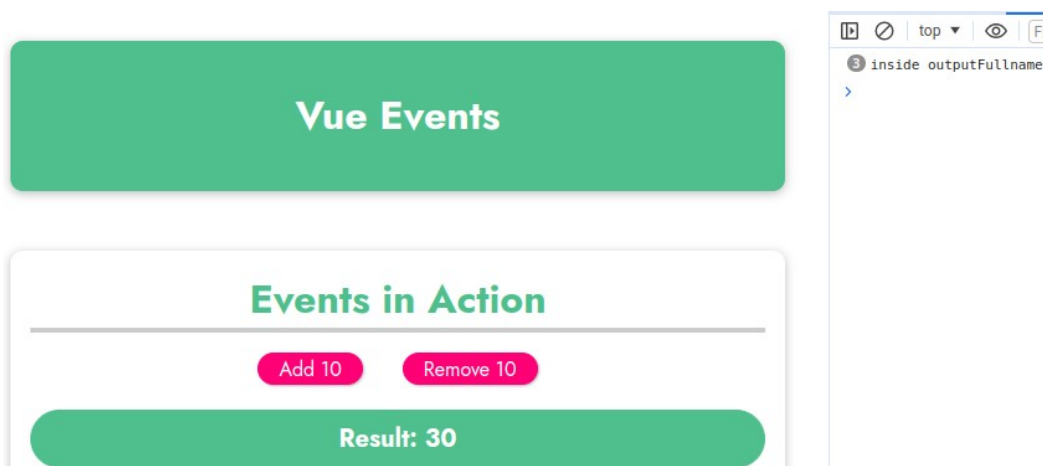 Vue Events
Events in Action
Add 10
Remove 10
Result: 30
top
3 inside outputFullname